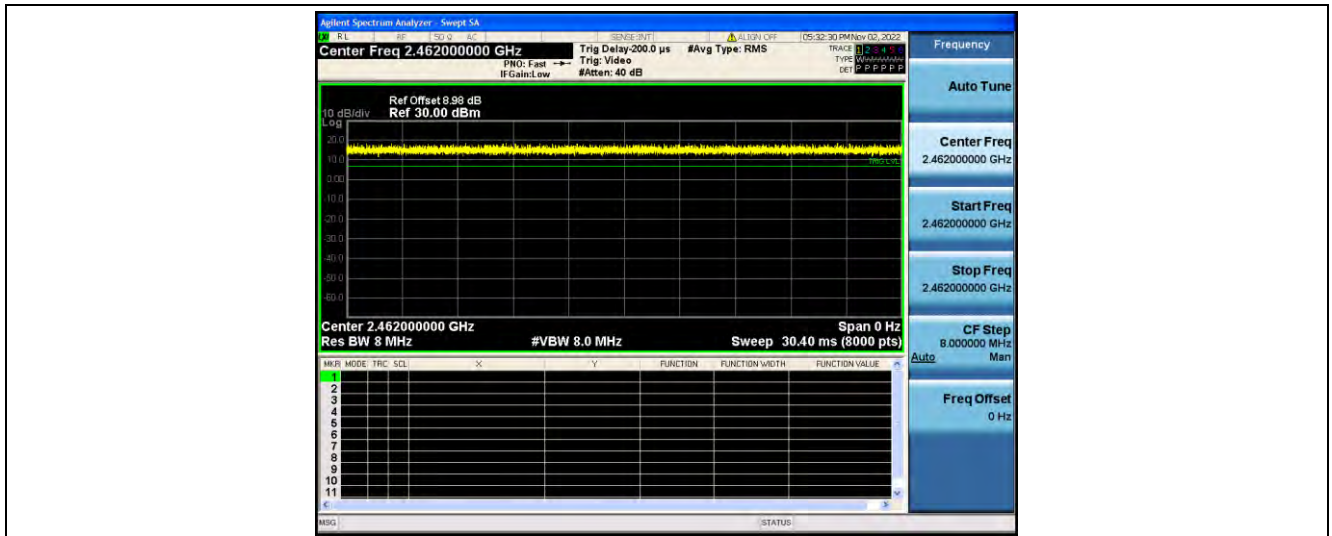 Agilent Spectrum Analyzer - Swept SA
RL RF 50 Ω AC SENSE:INT ALIGN OFF 05:32:30 PM Nov 02, 2022
Center Freq 2.462000000 GHz
Trig Delay-200.0 µs #Avg Type: RMS
TRACE 1 2 3 4 5 6
PNO: Fast Trig: Video
TYPE
IFGain:Low #Atten: 40 dB
DET P P P P P P
Ref Offset 8.98 dB
10 dB/div Ref 30.00 dBm
Log
20.0
10.0
TRIG LVL
0.00
-10.0
-20.0
-30.0
-40.0
-50.0
-60.0
Center 2.462000000 GHz Span 0 Hz
Res BW 8 MHz #VBW 8.0 MHz Sweep 30.40 ms (8000 pts)
MKR MODE TRC SCL X Y FUNCTION FUNCTION WIDTH FUNCTION VALUE
1
2
3
4
5
6
7
8
9
10
11
MSG STATUS
Frequency
Auto Tune
Center Freq
2.462000000 GHz
Start Freq
2.462000000 GHz
Stop Freq
2.462000000 GHz
CF Step
8.000000 MHz
Auto Man
Freq Offset
0 Hz